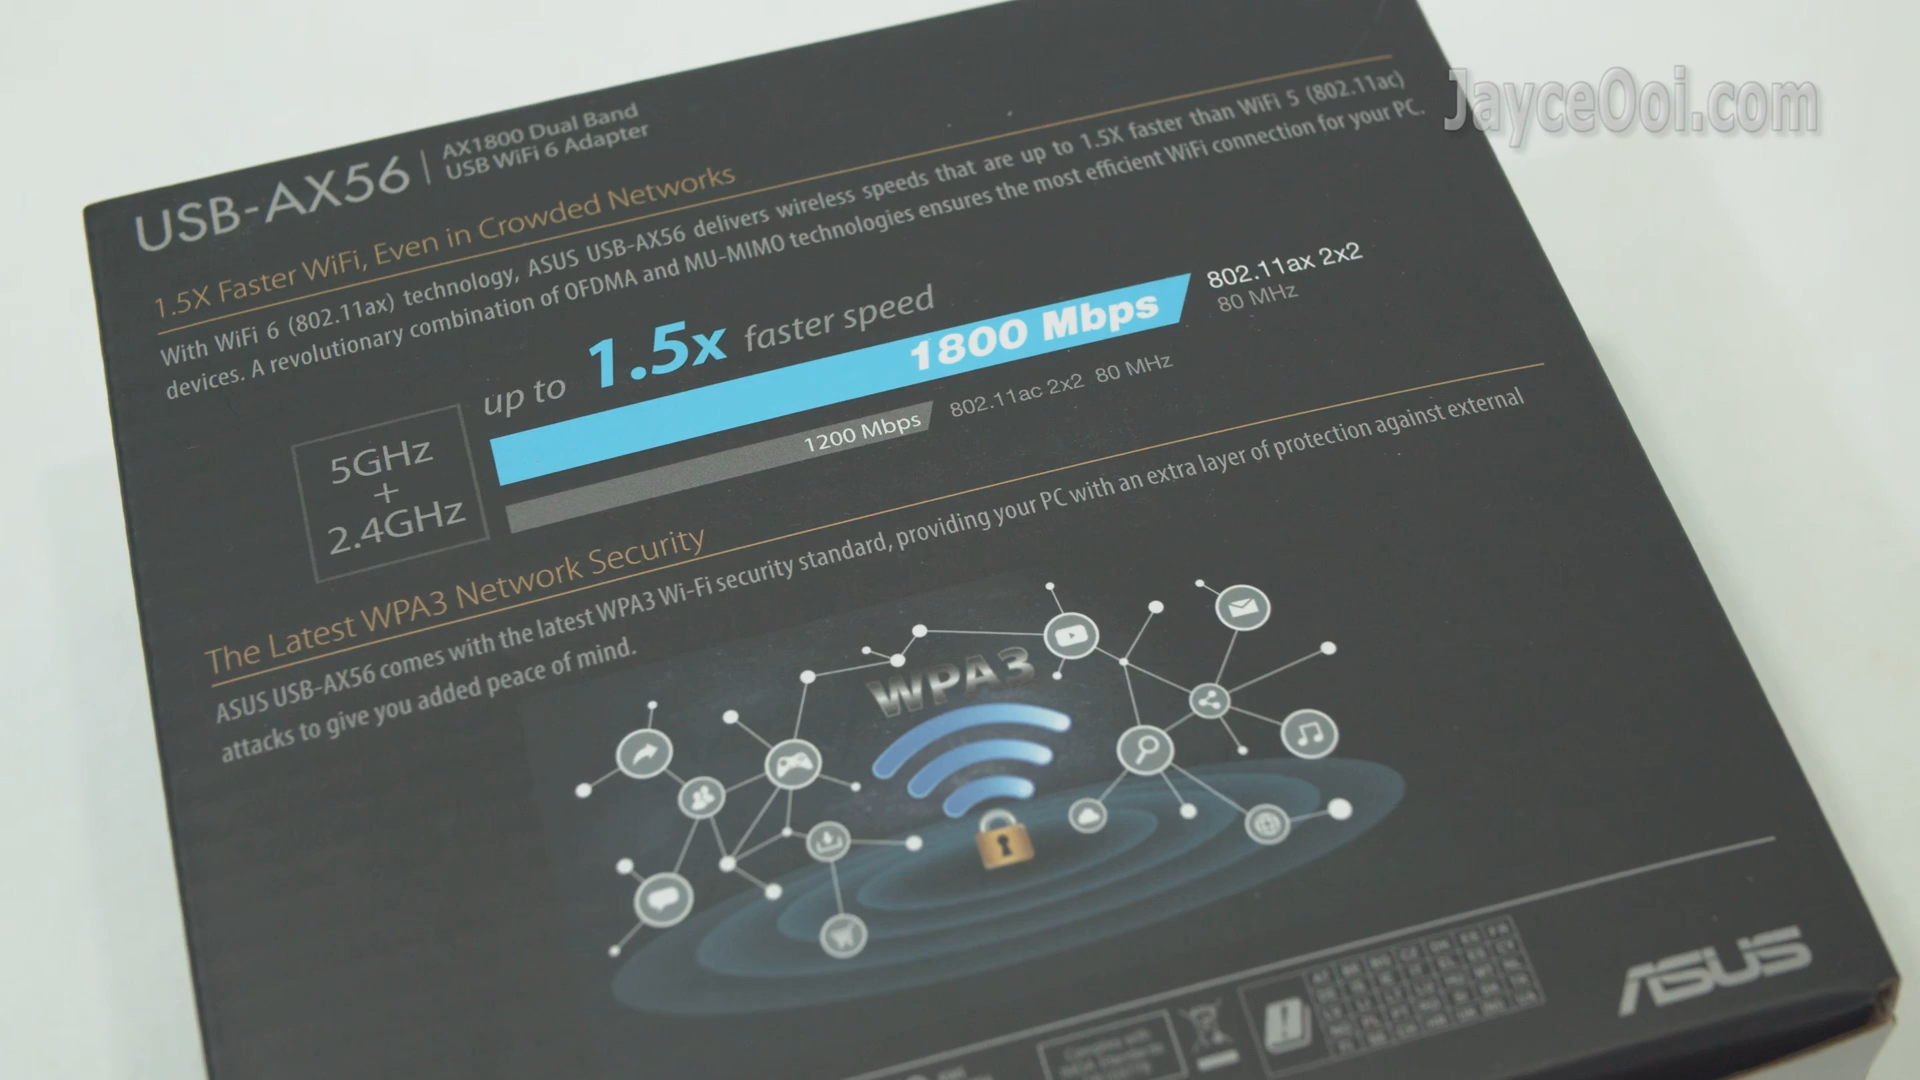 JayceOoi.com
USB-AX56
AX1800 Dual Band
USB WiFi 6 Adapter
1.5X Faster WiFi, Even in Crowded Networks
With WiFi 6 (802.11ax) technology, ASUS USB-AX56 delivers wireless speeds that are up to 1.5X faster than WiFi 5 (802.11ac)
devices. A revolutionary combination of OFDMA and MU-MIMO technologies ensures the most efficient WiFi connection for your PC.
up to 1.5x faster speed
5GHz
+
2.4GHz
1800 Mbps
802.11ax 2x2
80 MHz
1200 Mbps
802.11ac 2x2 80 MHz
The Latest WPA3 Network Security
ASUS USB-AX56 comes with the latest WPA3 Wi-Fi security standard, providing your PC with an extra layer of protection against external
attacks to give you added peace of mind.
WPA3
ASUS